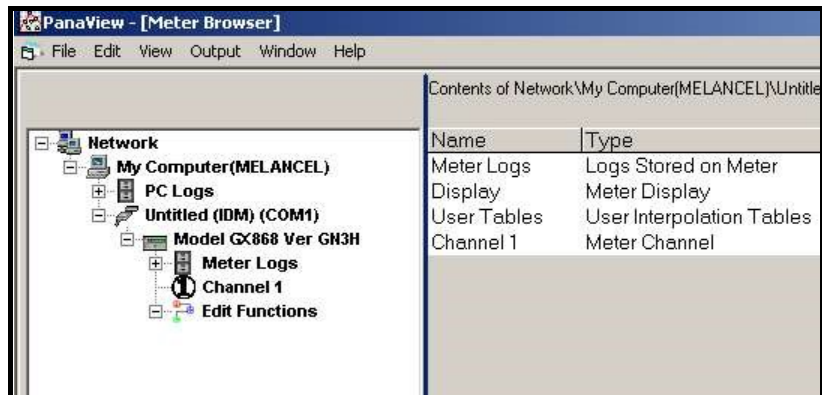 PanaView - [Meter Browser]
File Edit View Output Window Help
Contents of Network\My Computer(MELANCEL)\Untitle
Network
My Computer(MELANCEL)
PC Logs
Untitled (IDM) (COM1)
Model GX868 Ver GN3H
Meter Logs
1 Channel 1
Edit Functions
Name Type
Meter Logs Logs Stored on Meter
Display Meter Display
User Tables User Interpolation Tables
Channel 1 Meter Channel